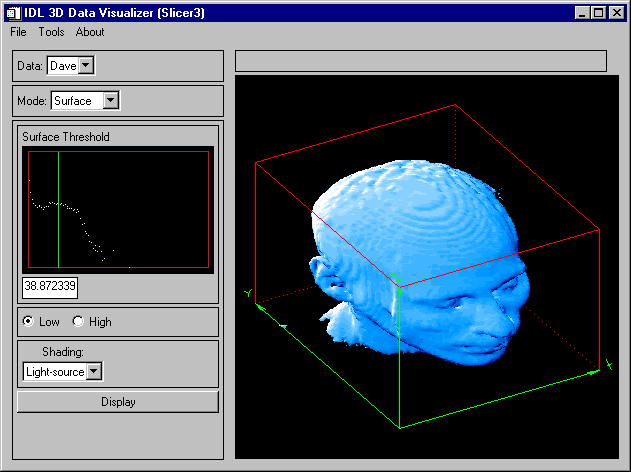 IDL 3D Data Visualizer (Slicer3)
File Tools About
Data: Dave
Mode: Surface
Surface Threshold
38.872339
Low High
Shading:
Light-source
Display
Y
X